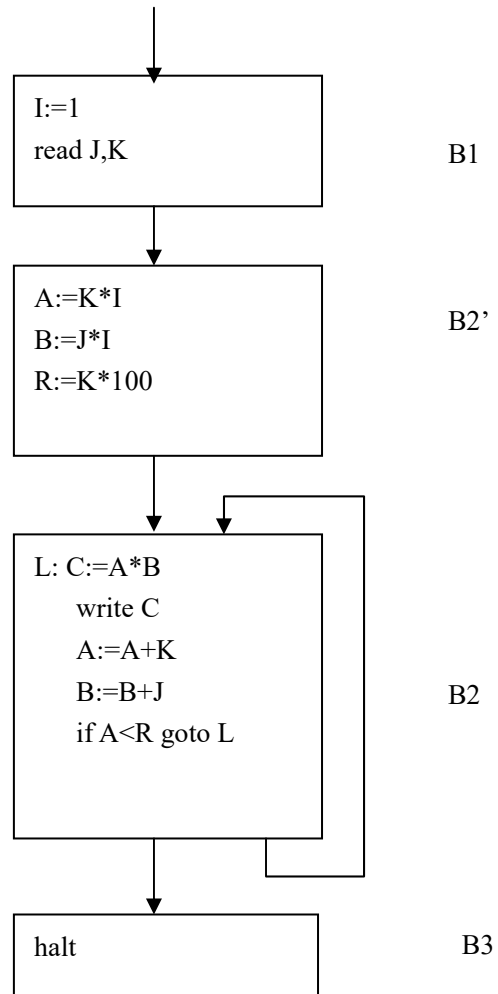 I:=1
read J,K
B1
A:=K*I
B:=J*I
R:=K*100
B2’
L: C:=A*B
write C
A:=A+K
B:=B+J
if A<R goto L
B2
halt
B3